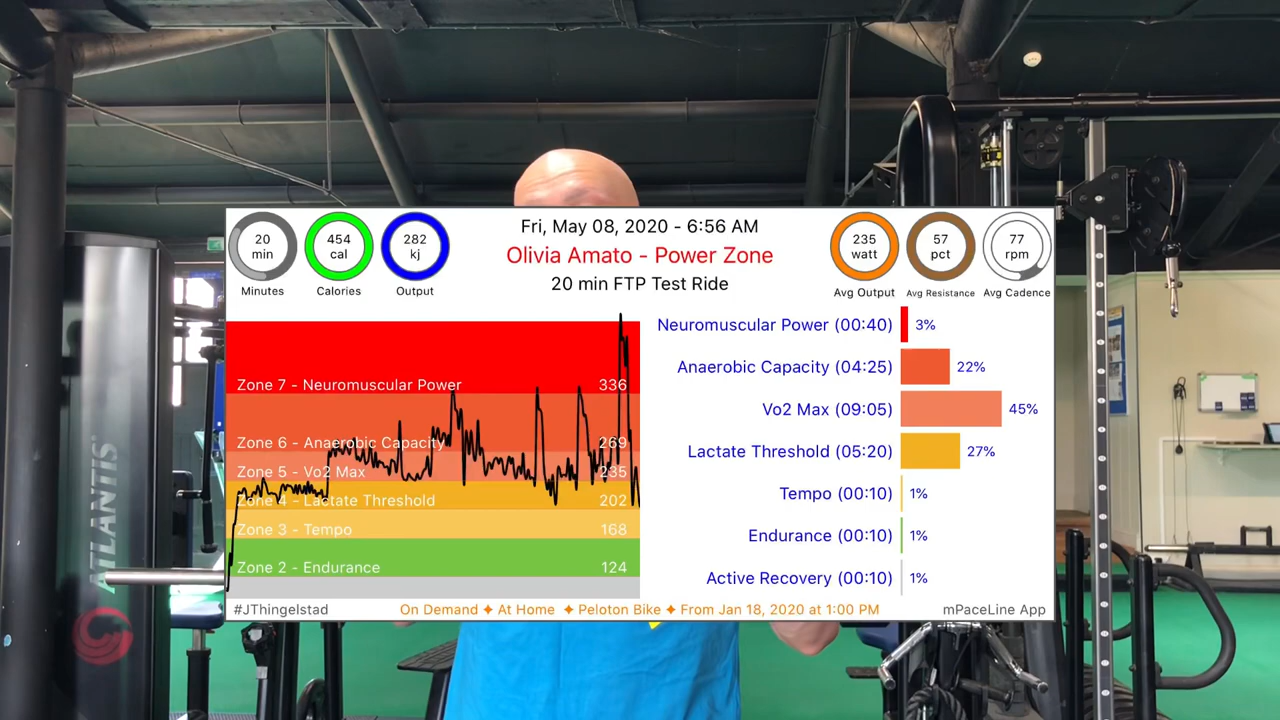 Fri, May 08, 2020 - 6:56 AM
Olivia Amato - Power Zone
20 min FTP Test Ride
20 min
Minutes
454 cal
Calories
282 kj
Output
235 watt
Avg Output
57 pct
Avg Resistance
77 rpm
Avg Cadence
Zone 7 - Neuromuscular Power 336
Zone 6 - Anaerobic Capacity 269
Zone 5 - Vo2 Max 235
Zone 4 - Lactate Threshold 202
Zone 3 - Tempo 168
Zone 2 - Endurance 124
Neuromuscular Power (00:40) 3%
Anaerobic Capacity (04:25) 22%
Vo2 Max (09:05) 45%
Lactate Threshold (05:20) 27%
Tempo (00:10) 1%
Endurance (00:10) 1%
Active Recovery (00:10) 1%
#JThingelstad
On Demand ✦ At Home ✦ Peloton Bike ✦ From Jan 18, 2020 at 1:00 PM
mPaceLine App
ATLANTIS